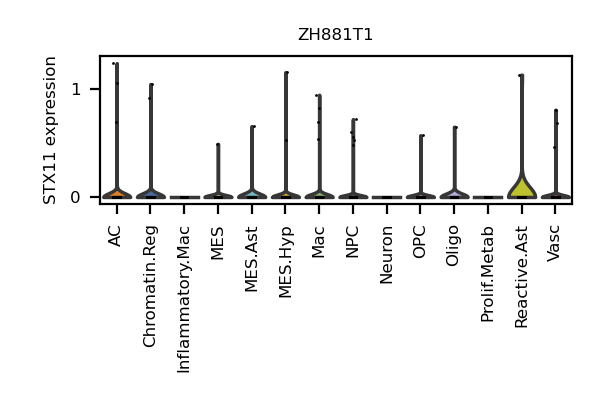 ZH881T1
STX11 expression
1
0
AC
Chromatin.Reg
Inflammatory.Mac
MES
MES.Ast
MES.Hyp
Mac
NPC
Neuron
OPC
Oligo
Prolif.Metab
Reactive.Ast
Vasc